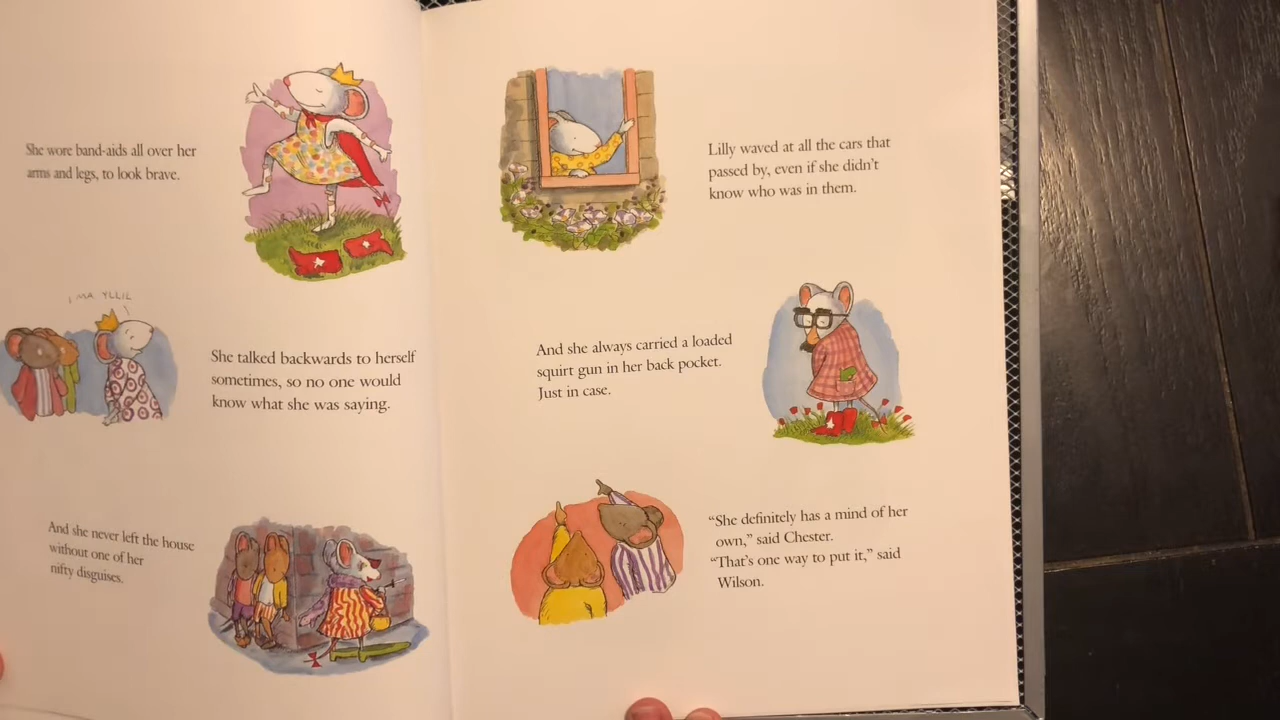 She wore band-aids all over her
arms and legs, to look brave.
I MA YLLIL
She talked backwards to herself
sometimes, so no one would
know what she was saying.
And she never left the house
without one of her
nifty disguises.
Lilly waved at all the cars that
passed by, even if she didn't
know who was in them.
And she always carried a loaded
squirt gun in her back pocket.
Just in case.
“She definitely has a mind of her
own,” said Chester.
“That's one way to put it,” said
Wilson.